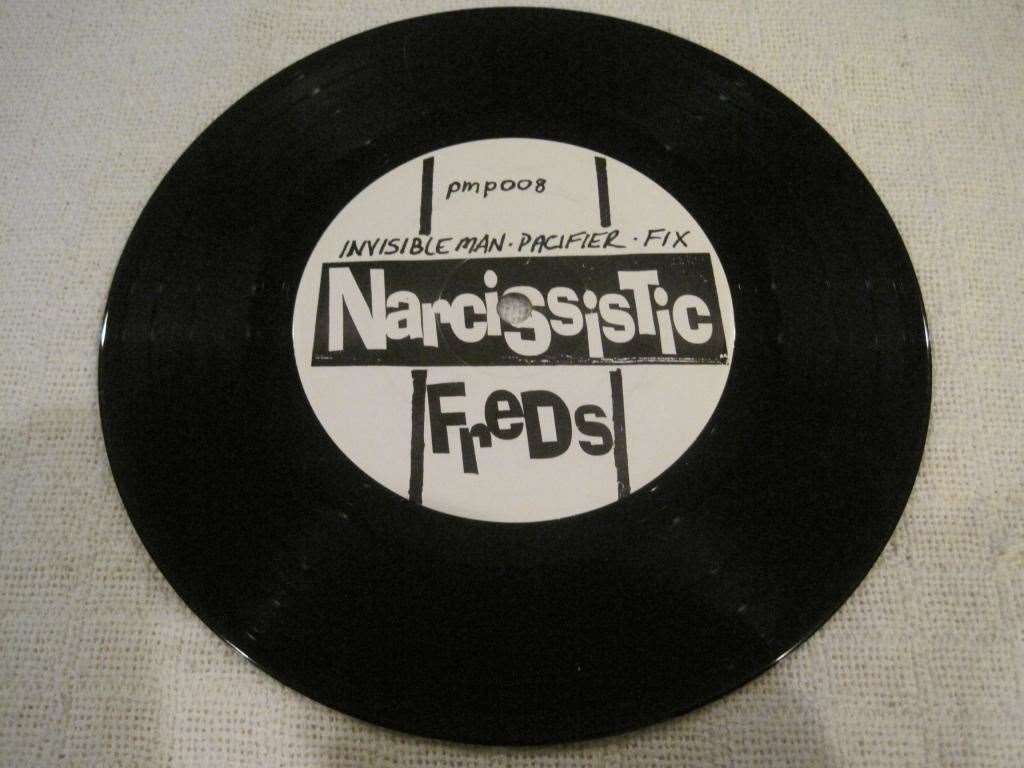 pmp008
INVISIBLE MAN · PACIFIER · FIX
NarcissisTic
FreDs